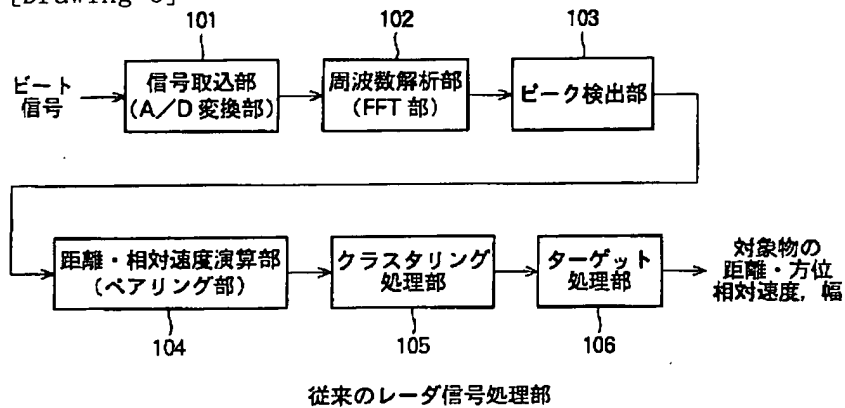 101
102
103
ビート
信号
信号取込部
(A/D変換部)
周波数解析部
(FFT部)
ピーク検出部
距離・相対速度演算部
(ペアリング部)
クラスタリング
処理部
ターゲット
処理部
対象物の
距離・方位
相対速度，幅
104
105
106
従来のレーダ信号処理部